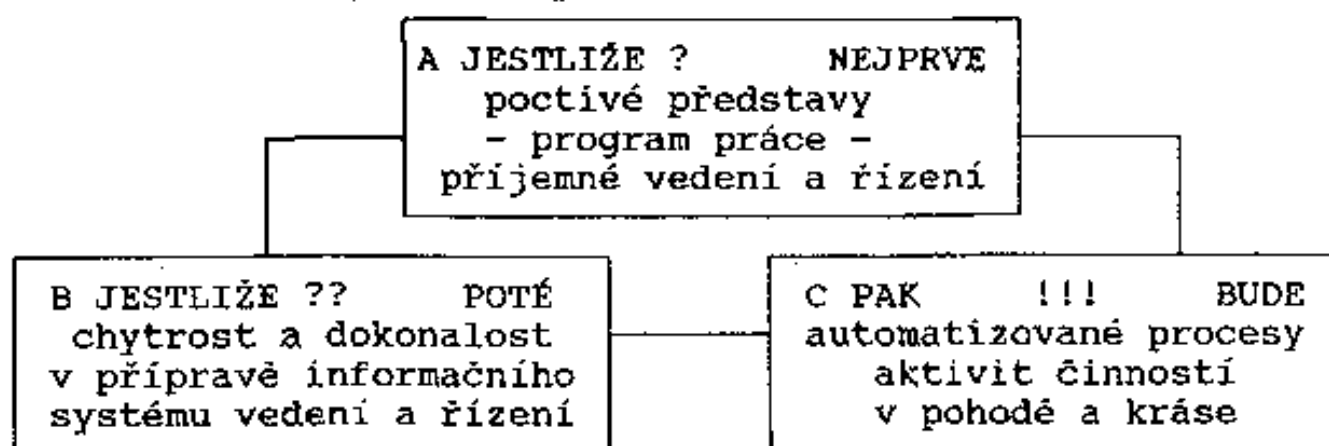 A JESTLIŽE ? NEJPRVE
poctivé představy
- program práce -
příjemné vedení a řízení
B JESTLIŽE ?? POTÉ
chytrost a dokonalost
v přípravě informačního
systému vedení a řízení
C PAK !!! BUDE
automatizované procesy
aktivit činností
v pohodě a kráse